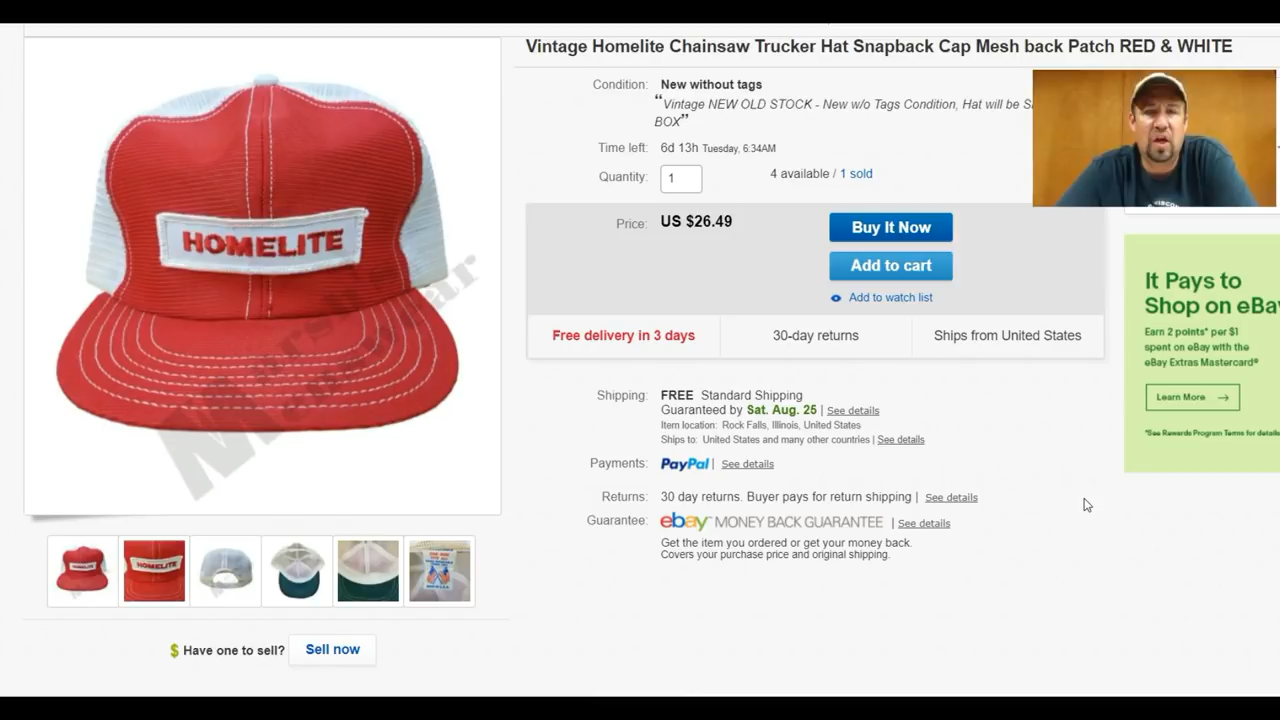 Vintage Homelite Chainsaw Trucker Hat Snapback Cap Mesh back Patch RED & WHITE
HOMELITE
Condition: New without tags
“Vintage NEW OLD STOCK - New w/o Tags Condition, Hat will be
BOX”
Time left: 6d 13h Tuesday, 6:34AM
Quantity: 1 4 available / 1 sold
Price: US $26.49
Buy It Now
Add to cart
Add to watch list
Free delivery in 3 days 30-day returns Ships from United States
Shipping: FREE Standard Shipping
Guaranteed by Sat. Aug. 25 | See details
Item location: Rock Falls, Illinois, United States
Ships to: United States and many other countries | See details
Payments: PayPal | See details
Returns: 30 day returns. Buyer pays for return shipping | See details
Guarantee: ebay MONEY BACK GUARANTEE | See details
Get the item you ordered or get your money back.
Covers your purchase price and original shipping.
HOMELITE
HOMELITE
$ Have one to sell? Sell now
It Pays to
Shop on eBay
Earn 2 points* per $1
spent on eBay with the
eBay Extras Mastercard®
Learn More →
*See Rewards Program Terms for details